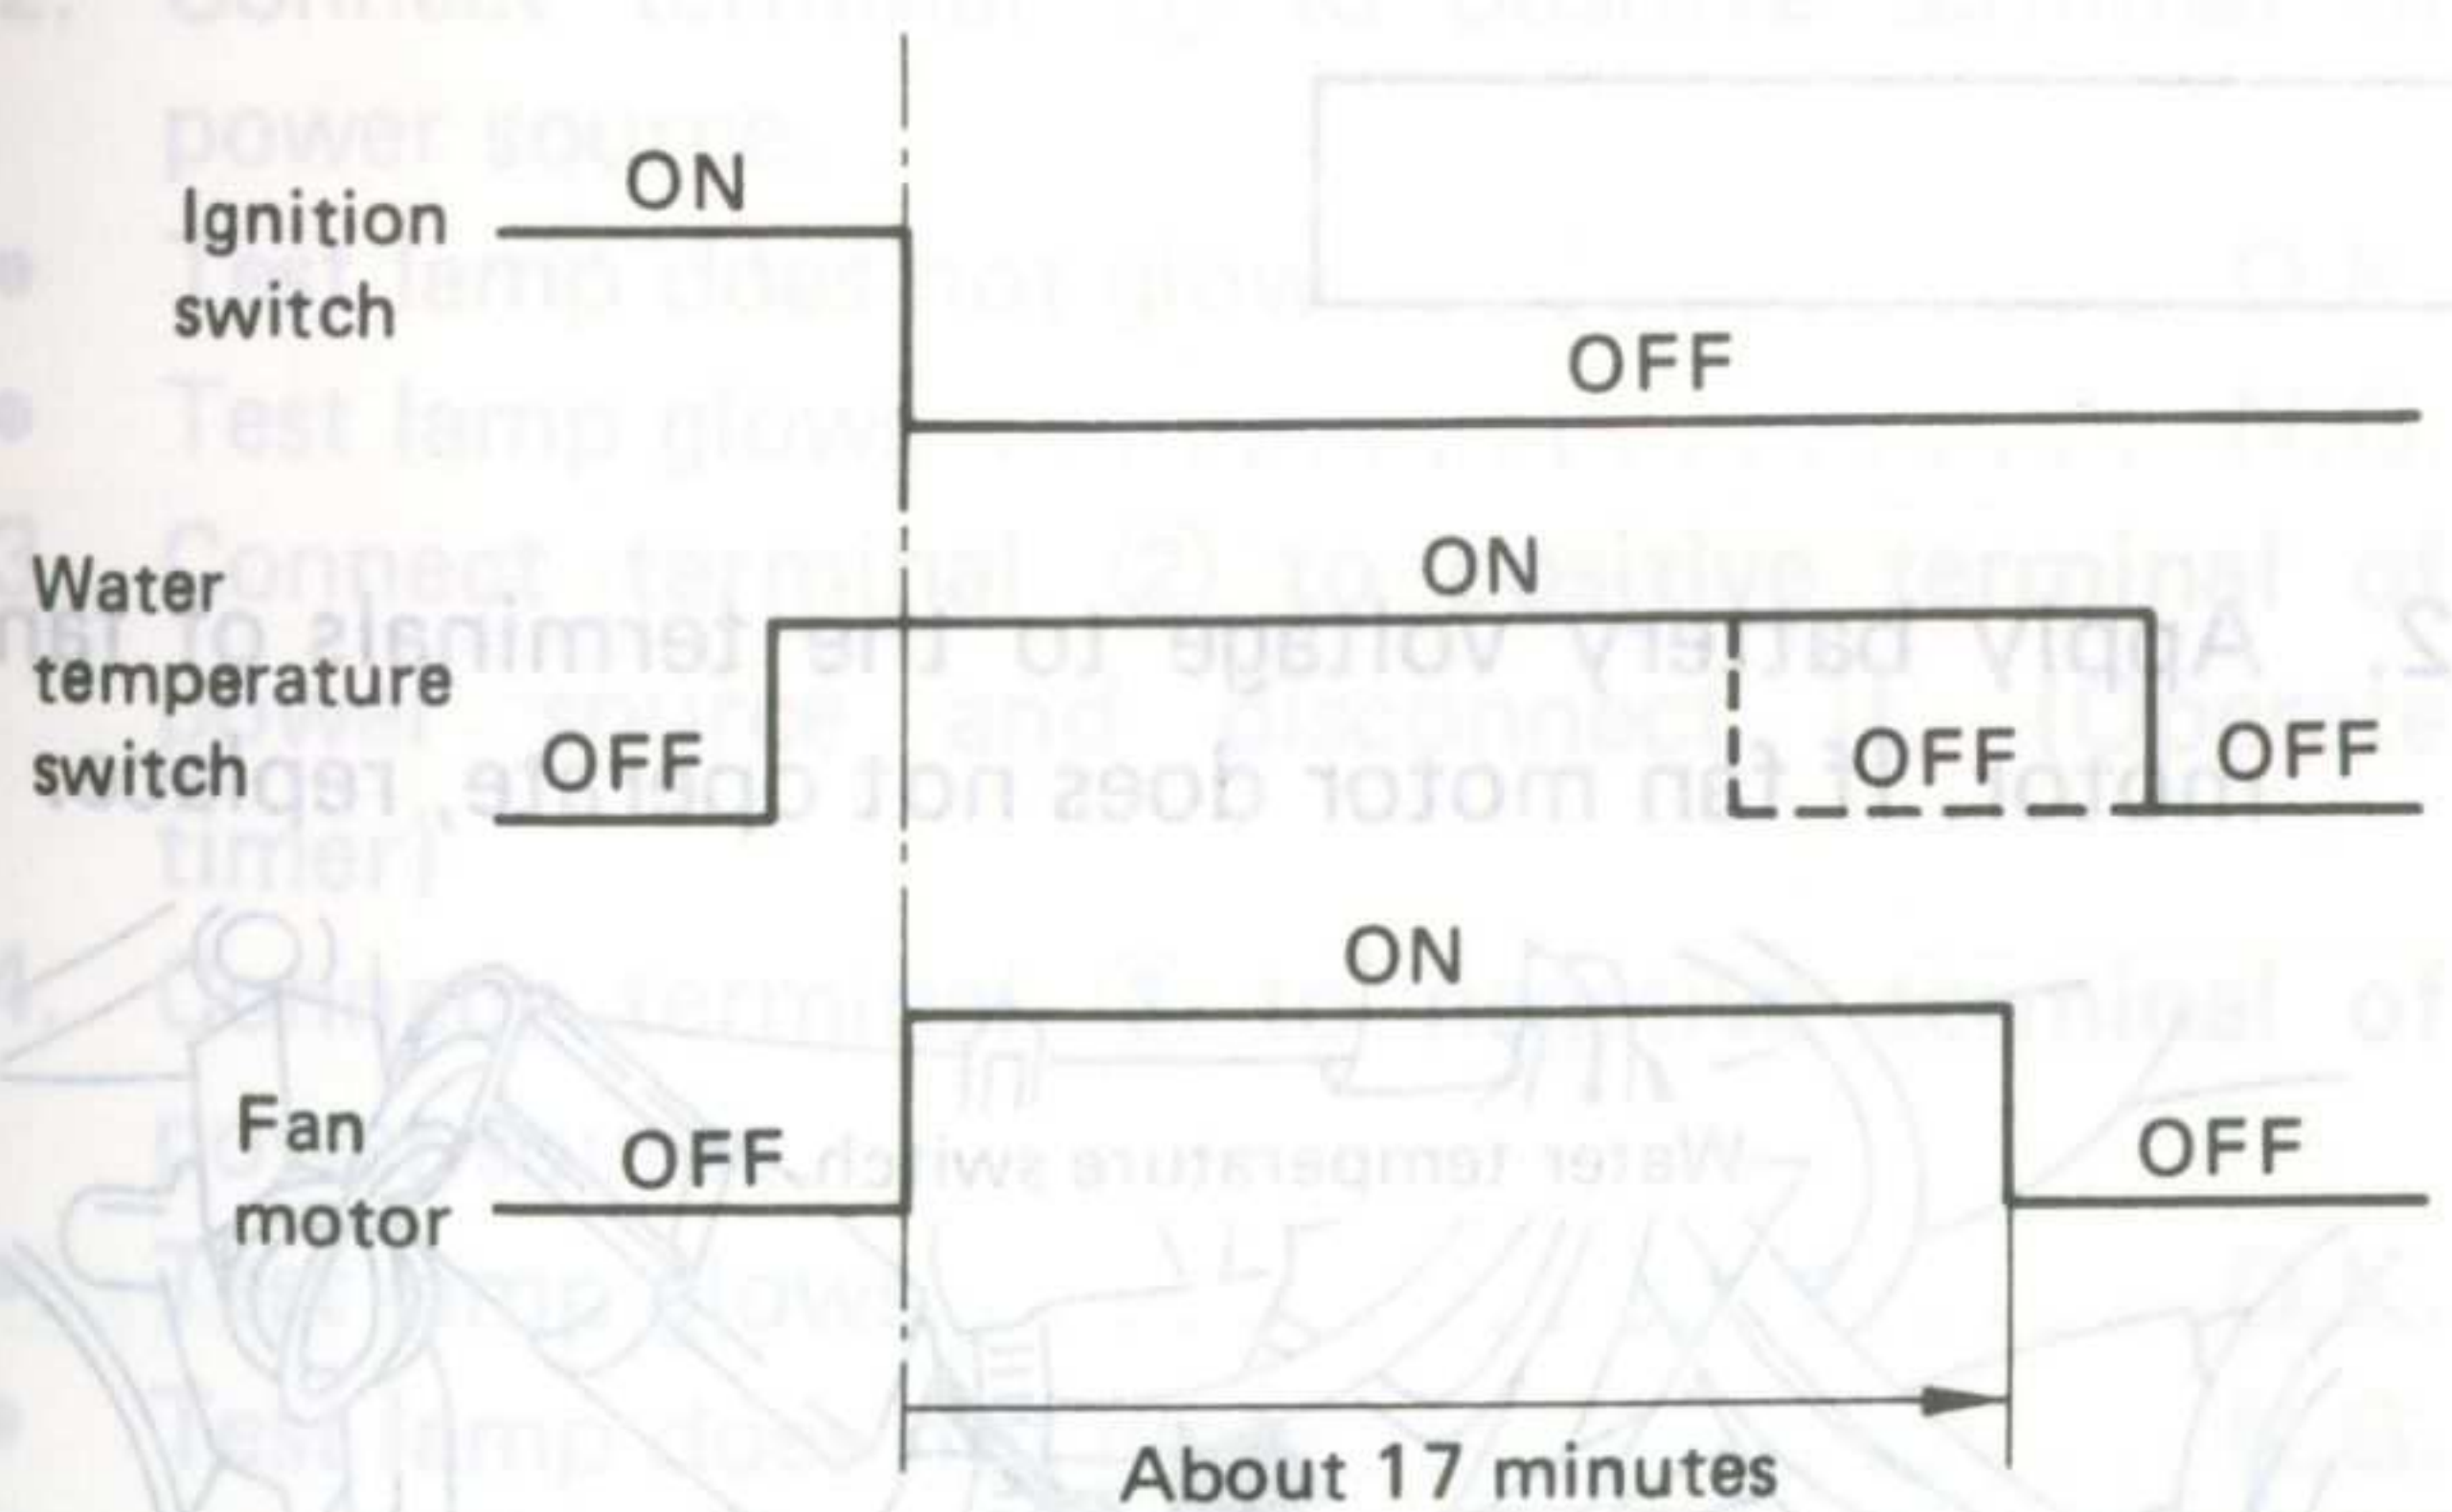 ON
Ignition
switch
OFF
ON
Water
temperature
switch
OFF
OFF
OFF
ON
Fan
motor
OFF
OFF
About 17 minutes